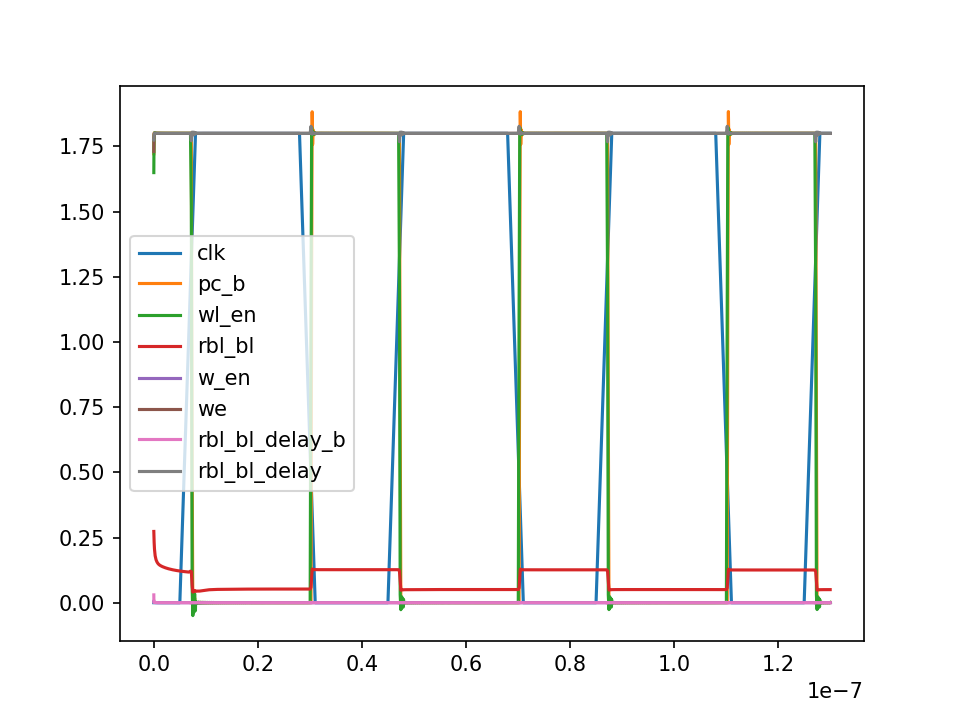 1.75
1.50
1.25
1.00
0.75
0.50
0.25
0.00
clk
pc_b
wl_en
rbl_bl
w_en
we
rbl_bl_delay_b
rbl_bl_delay
0.0 0.2 0.4 0.6 0.8 1.0 1.2
1e−7